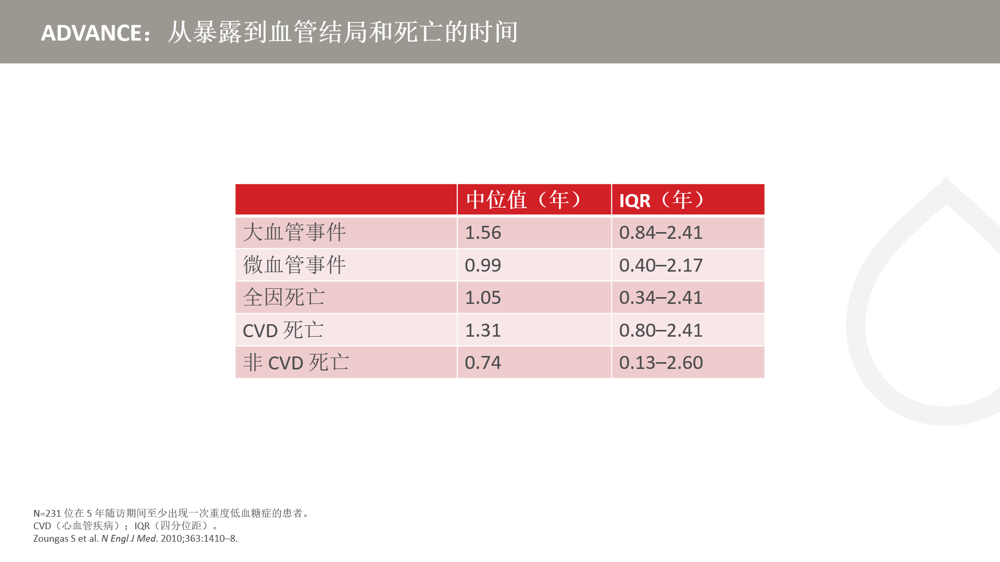 ADVANCE：从暴露到血管结局和死亡的时间
中位值（年） IQR（年）
大血管事件 1.56 0.84–2.41
微血管事件 0.99 0.40–2.17
全因死亡 1.05 0.34–2.41
CVD 死亡 1.31 0.80–2.41
非 CVD 死亡 0.74 0.13–2.60
N=231 位在 5 年随访期间至少出现一次重度低血糖症的患者。
CVD（心血管疾病）；IQR（四分位距）。
Zoungas S et al. N Engl J Med. 2010;363:1410–8.